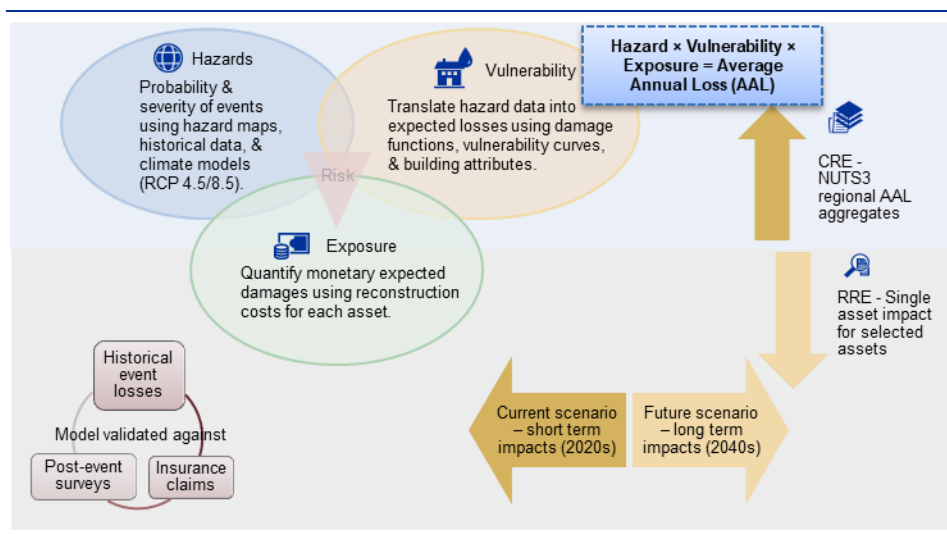 Hazards
Probability &
severity of events
using hazard maps,
historical data, &
climate models
(RCP 4.5/8.5).
Vulnerability
Translate hazard data into
expected losses using damage
functions, vulnerability curves,
& building attributes.
Hazard × Vulnerability ×
Exposure = Average
Annual Loss (AAL)
Risk
CRE -
NUTS3
regional AAL
aggregates
Exposure
Quantify monetary expected
damages using reconstruction
costs for each asset.
RRE - Single
asset impact
for selected
assets
Historical
event
losses
Model validated against
Post-event
surveys
Insurance
claims
Current scenario
– short term
impacts (2020s)
Future scenario
– long term
impacts (2040s)